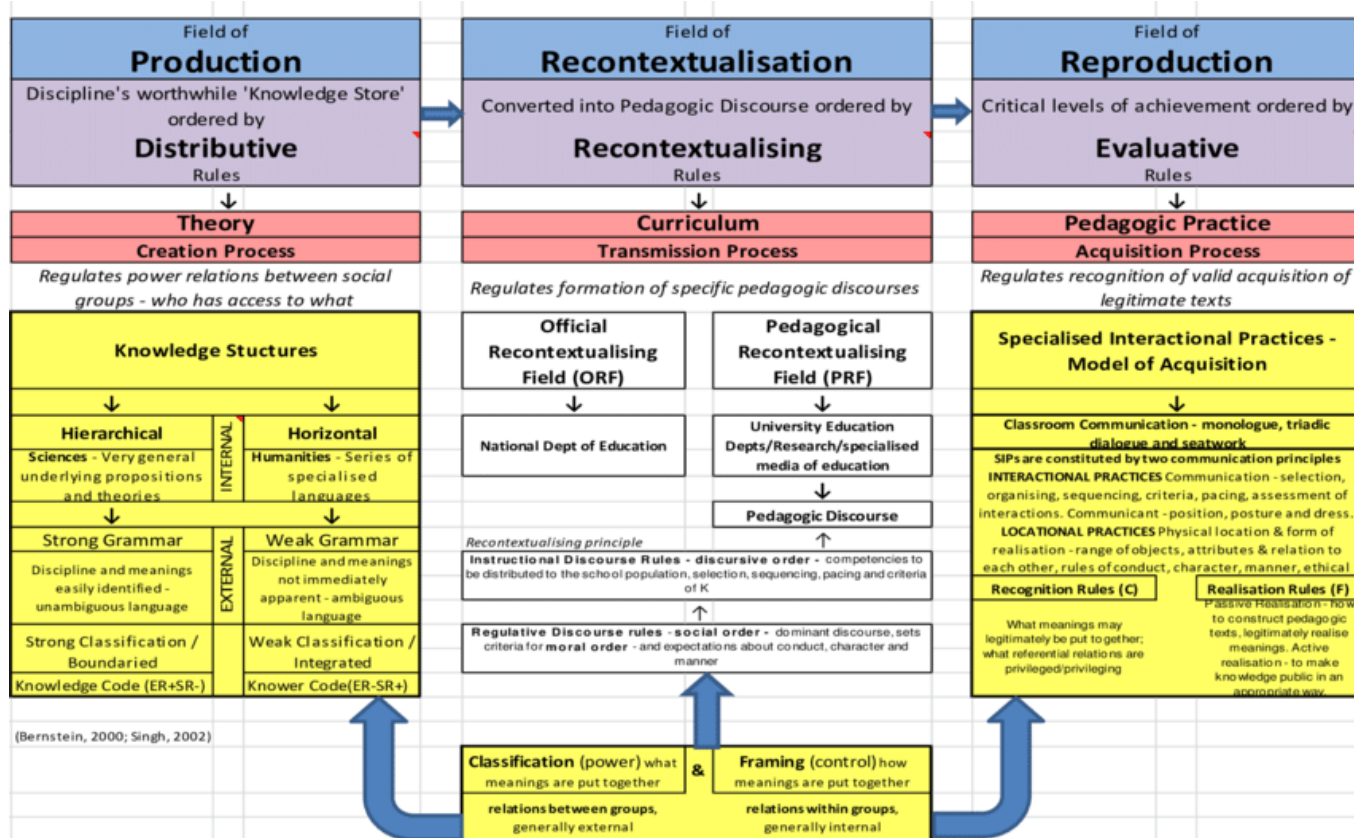 Field of
Production
Discipline's worthwhile 'Knowledge Store'
ordered by
Distributive
Rules
Theory
Creation Process
Regulates power relations between social
groups - who has access to what
Knowledge Stuctures
Hierarchical
Sciences - Very general
underlying propositions
and theories
INTERNAL
Horizontal
Humanities - Series of
specialised
languages
Strong Grammar
Discipline and meanings
easily identified -
unambiguous language
EXTERNAL
Weak Grammar
Discipline and meanings
not immediately
apparent - ambiguous
language
Strong Classification /
Boundaried
Weak Classification /
Integrated
Knowledge Code (ER+SR-)
Knower Code(ER-SR+)
(Bernstein, 2000; Singh, 2002)
Field of
Recontextualisation
Converted into Pedagogic Discourse ordered by
Recontextualising
Rules
Curriculum
Transmission Process
Regulates formation of specific pedagogic discourses
Official
Recontextualising
Field (ORF)
National Dept of Education
Pedagogical
Recontextualising
Field (PRF)
University Education
Depts/Research/specialised
media of education
Pedagogic Discourse
Recontextualising principle
Instructional Discourse Rules - discursive order - competencies to
be distributed to the school population, selection, sequencing, pacing and criteria
of K
Regulative Discourse rules - social order - dominant discourse, sets
criteria for moral order - and expectations about conduct, character and
manner
Classification (power) what
meanings are put together
relations between groups,
generally external
&
Framing (control) how
meanings are put together
relations within groups,
generally internal
Field of
Reproduction
Critical levels of achievement ordered by
Evaluative
Rules
Pedagogic Practice
Acquisition Process
Regulates recognition of valid acquisition of
legitimate texts
Specialised Interactional Practices -
Model of Acquisition
Classroom Communication - monologue, triadic
dialogue and seatwork
SIPs are constituted by two communication principles
INTERACTIONAL PRACTICES Communication - selection,
organising, sequencing, criteria, pacing, assessment of
interactions. Communicant - position, posture and dress.
LOCATIONAL PRACTICES Physical location & form of
realisation - range of objects, attributes & relation to
each other, rules of conduct, character, manner, ethical
Recognition Rules (C)
What meanings may
legitimately be put together;
what referential relations are
privileged/privileging
Realisation Rules (F)
Passive Realisation - how
to construct pedagogic
texts, legitimately realise
meanings. Active
realisation - to make
knowledge public in an
appropriate way.